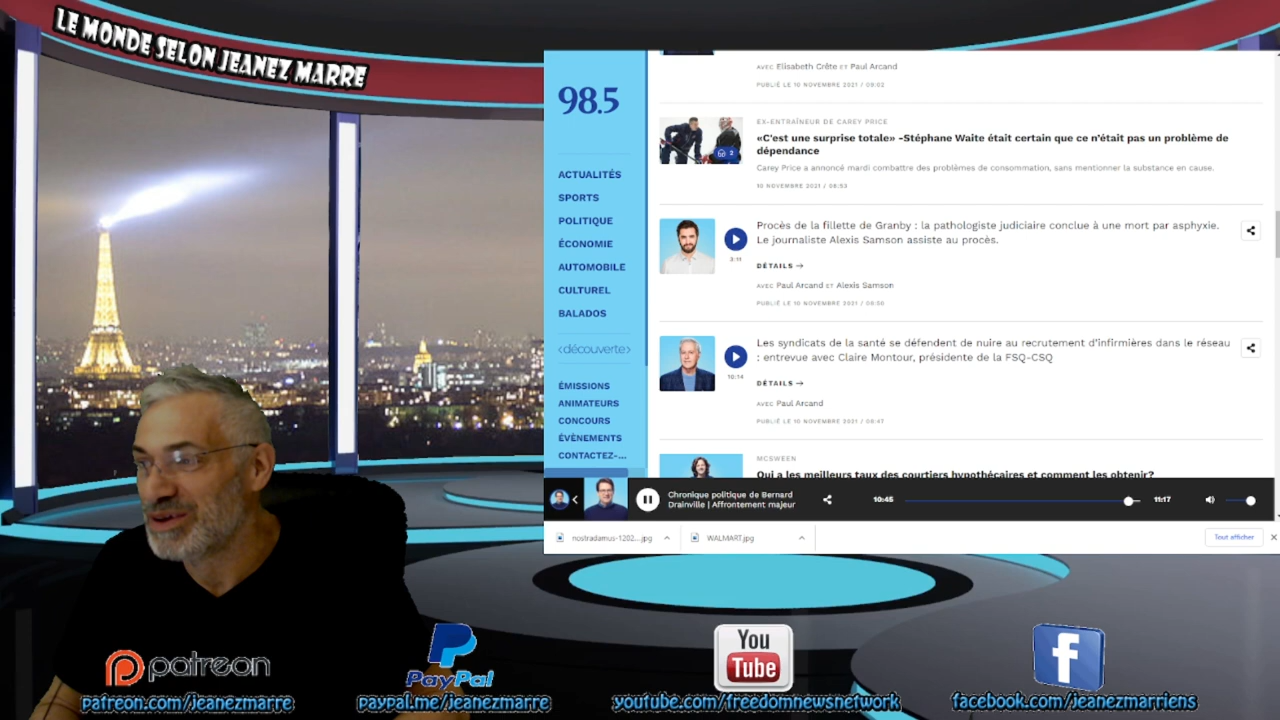 LE MONDE SELON JEANEZ MARRE
98.5
ACTUALITÉS
SPORTS
POLITIQUE
ÉCONOMIE
AUTOMOBILE
CULTUREL
BALADOS
<découverte>
ÉMISSIONS
ANIMATEURS
CONCOURS
ÉVÈNEMENTS
CONTACTEZ-...
AVEC Elisabeth Crête ET Paul Arcand
PUBLIÉ LE 10 NOVEMBRE 2021 / 09:02
EX-ENTRAÎNEUR DE CAREY PRICE
«C'est une surprise totale» -Stéphane Waite était certain que ce n'était pas un problème de
dépendance
2
Carey Price a annoncé mardi combattre des problèmes de consommation, sans mentionner la substance en cause.
10 NOVEMBRE 2021 / 08:53
Procès de la fillette de Granby : la pathologiste judiciaire conclue à une mort par asphyxie.
Le journaliste Alexis Samson assiste au procès.
3:11
DÉTAILS →
AVEC Paul Arcand ET Alexis Samson
PUBLIÉ LE 10 NOVEMBRE 2021 / 08:50
Les syndicats de la santé se défendent de nuire au recrutement d'infirmières dans le réseau
: entrevue avec Claire Montour, présidente de la FSQ-CSQ
10:14
DÉTAILS →
AVEC Paul Arcand
PUBLIÉ LE 10 NOVEMBRE 2021 / 08:47
MCSWEEN
Qui a les meilleurs taux des courtiers hypothécaires et comment les obtenir?
Chronique politique de Bernard
Drainville | Affrontement majeur
10:45
11:17
nostradamus-1202....jpg
WALMART.jpg
Tout afficher
patreon
patreon.com/jeanezmarre
PayPal
paypal.me/jeanezmarre
You
Tube
youtube.com/freedomnewsnetwork
f
facebook.com/jeanezmarriens